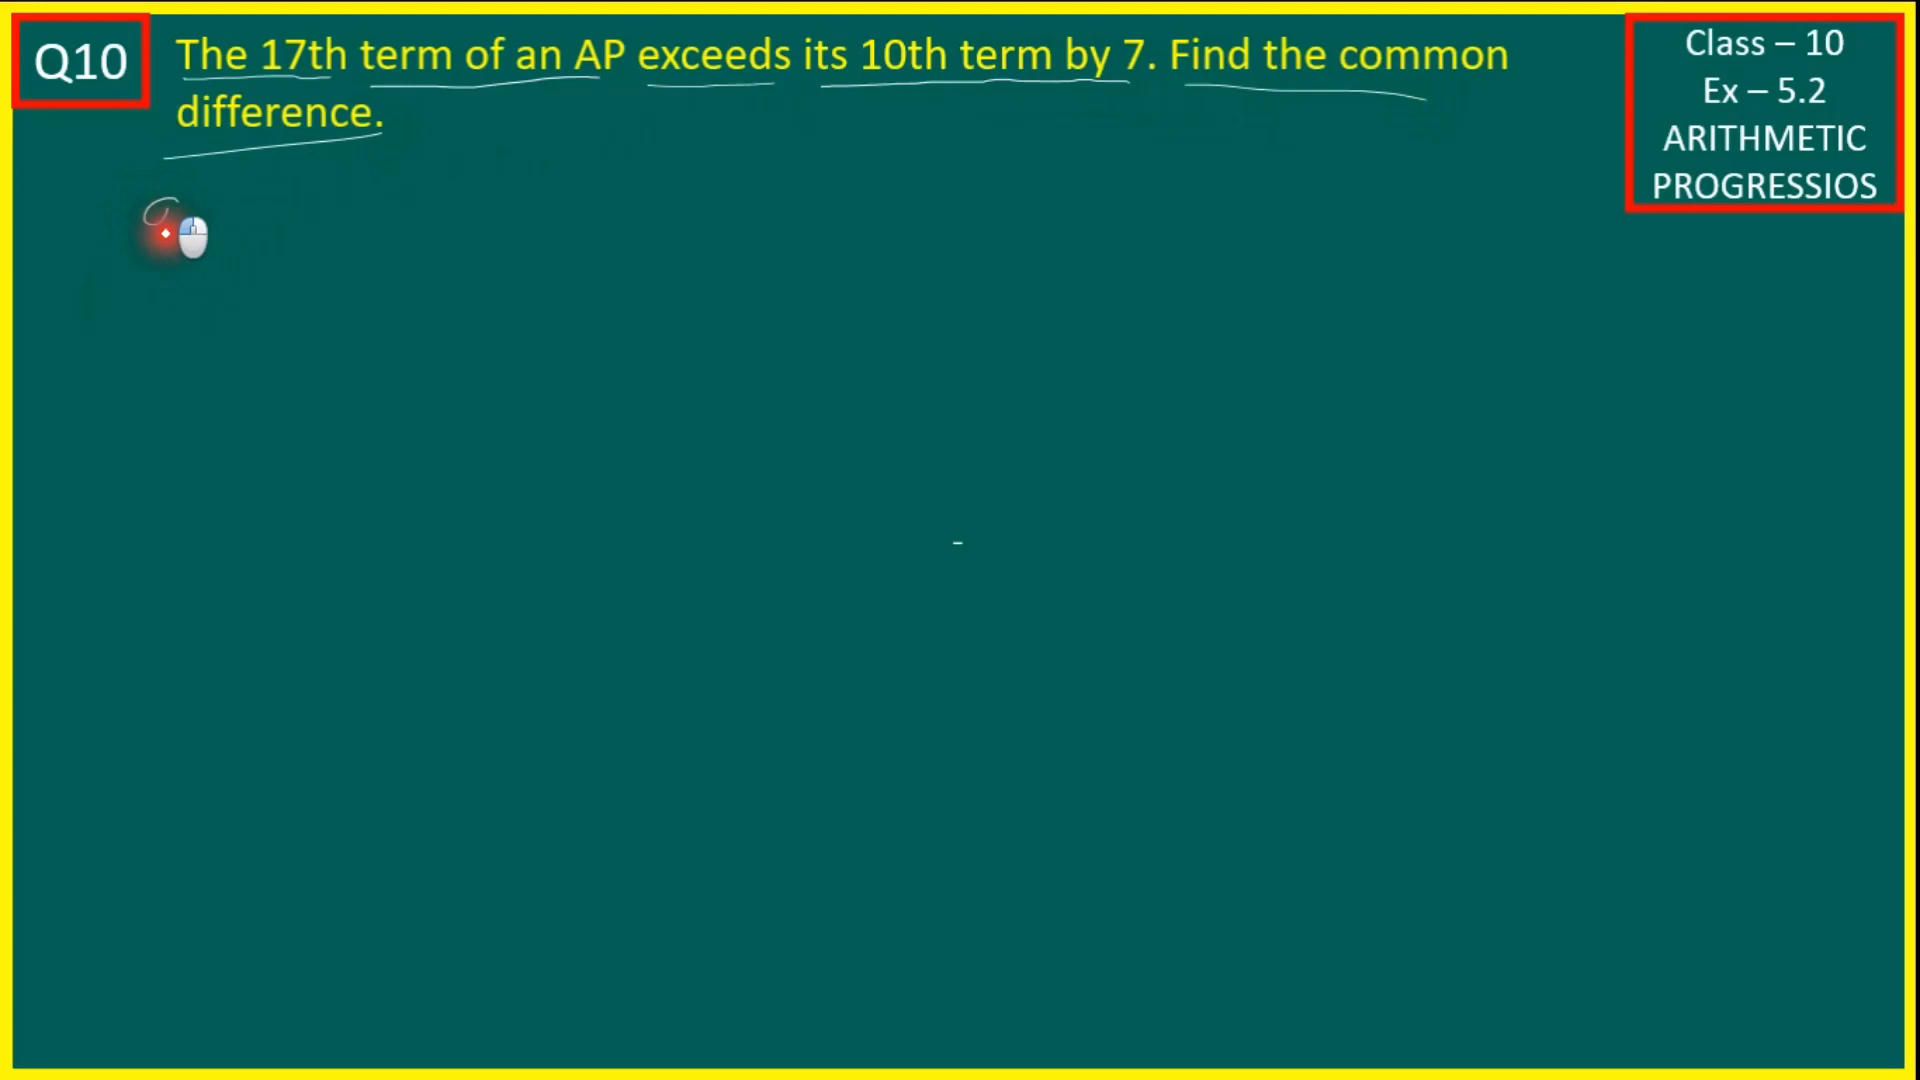 Q10
The 17th term of an AP exceeds its 10th term by 7. Find the common
difference.
Class – 10
Ex – 5.2
ARITHMETIC
PROGRESSIOS